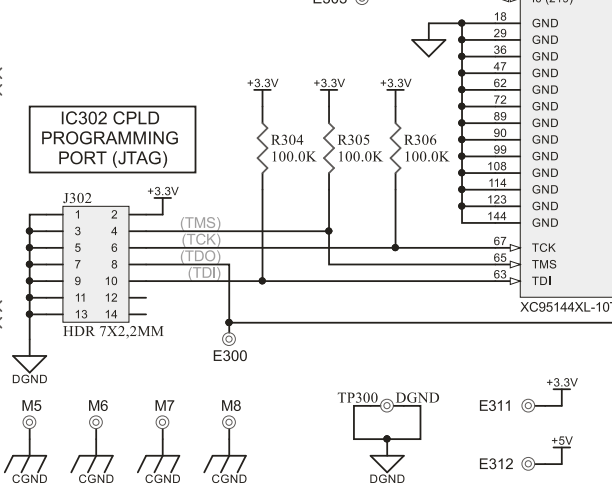 18 GND
29 GND
36 GND
47 GND
62 GND
72 GND
89 GND
90 GND
99 GND
108 GND
114 GND
123 GND
144 GND
67 TCK
65 TMS
63 TDI
XC95144XL-10
+3.3V +3.3V +3.3V
R304 R305 R306
100.0K 100.0K 100.0K
IC302 CPLD
PROGRAMMING
PORT (JTAG)
J302
+3.3V
1 2
3 4 (TMS)
5 6 (TCK)
7 8 (TDO)
9 10 (TDI)
11 12
13 14
HDR 7X2,2MM
DGND
E300
M5 M6 M7 M8
CGND CGND CGND CGND
TP300 DGND
DGND
E311 +3.3V
E312 +5V